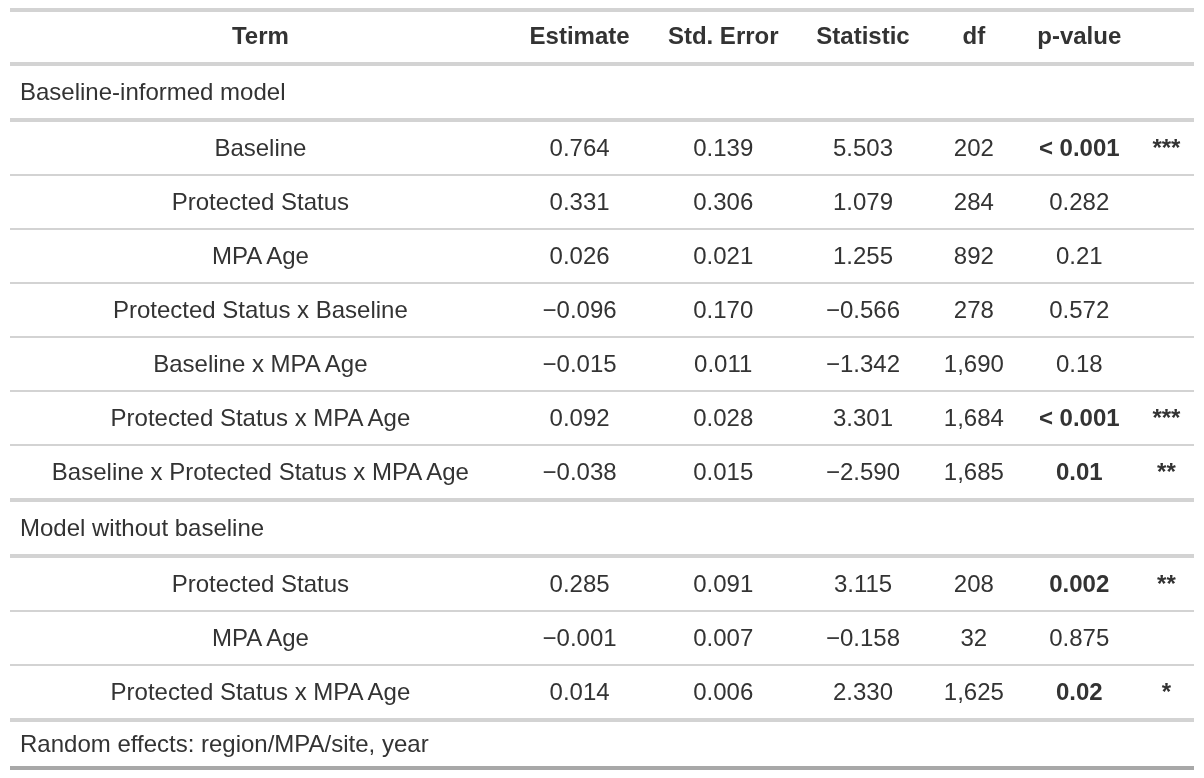 Term Estimate Std. Error Statistic df p-value
Baseline-informed model
Baseline 0.764 0.139 5.503 202 < 0.001 ***
Protected Status 0.331 0.306 1.079 284 0.282
MPA Age 0.026 0.021 1.255 892 0.21
Protected Status x Baseline −0.096 0.170 −0.566 278 0.572
Baseline x MPA Age −0.015 0.011 −1.342 1,690 0.18
Protected Status x MPA Age 0.092 0.028 3.301 1,684 < 0.001 ***
Baseline x Protected Status x MPA Age −0.038 0.015 −2.590 1,685 0.01 **
Model without baseline
Protected Status 0.285 0.091 3.115 208 0.002 **
MPA Age −0.001 0.007 −0.158 32 0.875
Protected Status x MPA Age 0.014 0.006 2.330 1,625 0.02 *
Random effects: region/MPA/site, year